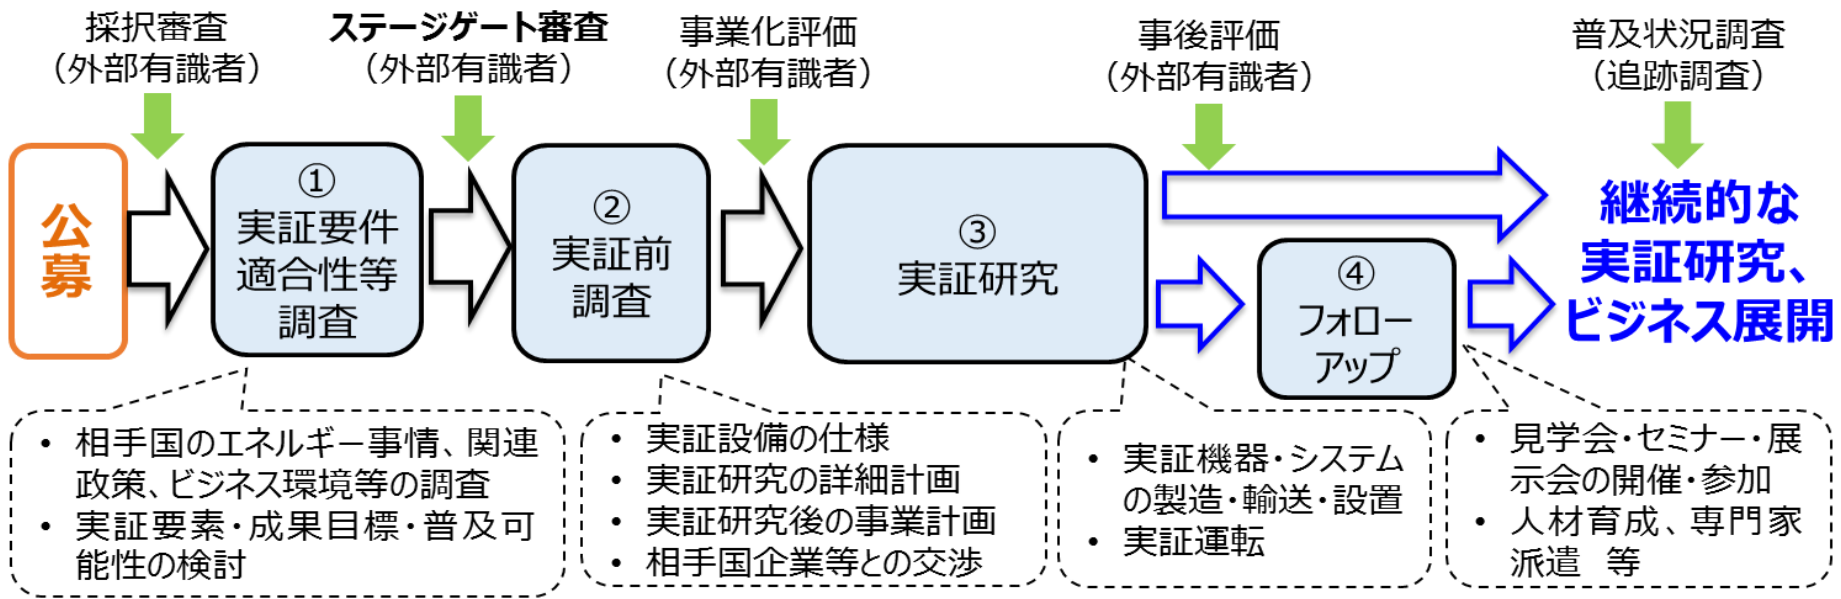 採択審査
（外部有識者）
ステージゲート審査
（外部有識者）
事業化評価
（外部有識者）
事後評価
（外部有識者）
普及状況調査
（追跡調査）
公
募
①
実証要件
適合性等
調査
②
実証前
調査
③
実証研究
④
フォロー
アップ
継続的な
実証研究、
ビジネス展開
• 相手国のエネルギー事情、関連
政策、ビジネス環境等の調査
• 実証要素・成果目標・普及可
能性の検討
• 実証設備の仕様
• 実証研究の詳細計画
• 実証研究後の事業計画
• 相手国企業等との交渉
• 実証機器・システム
の製造・輸送・設置
• 実証運転
• 見学会・セミナー・展
示会の開催・参加
• 人材育成、専門家
派遣　等